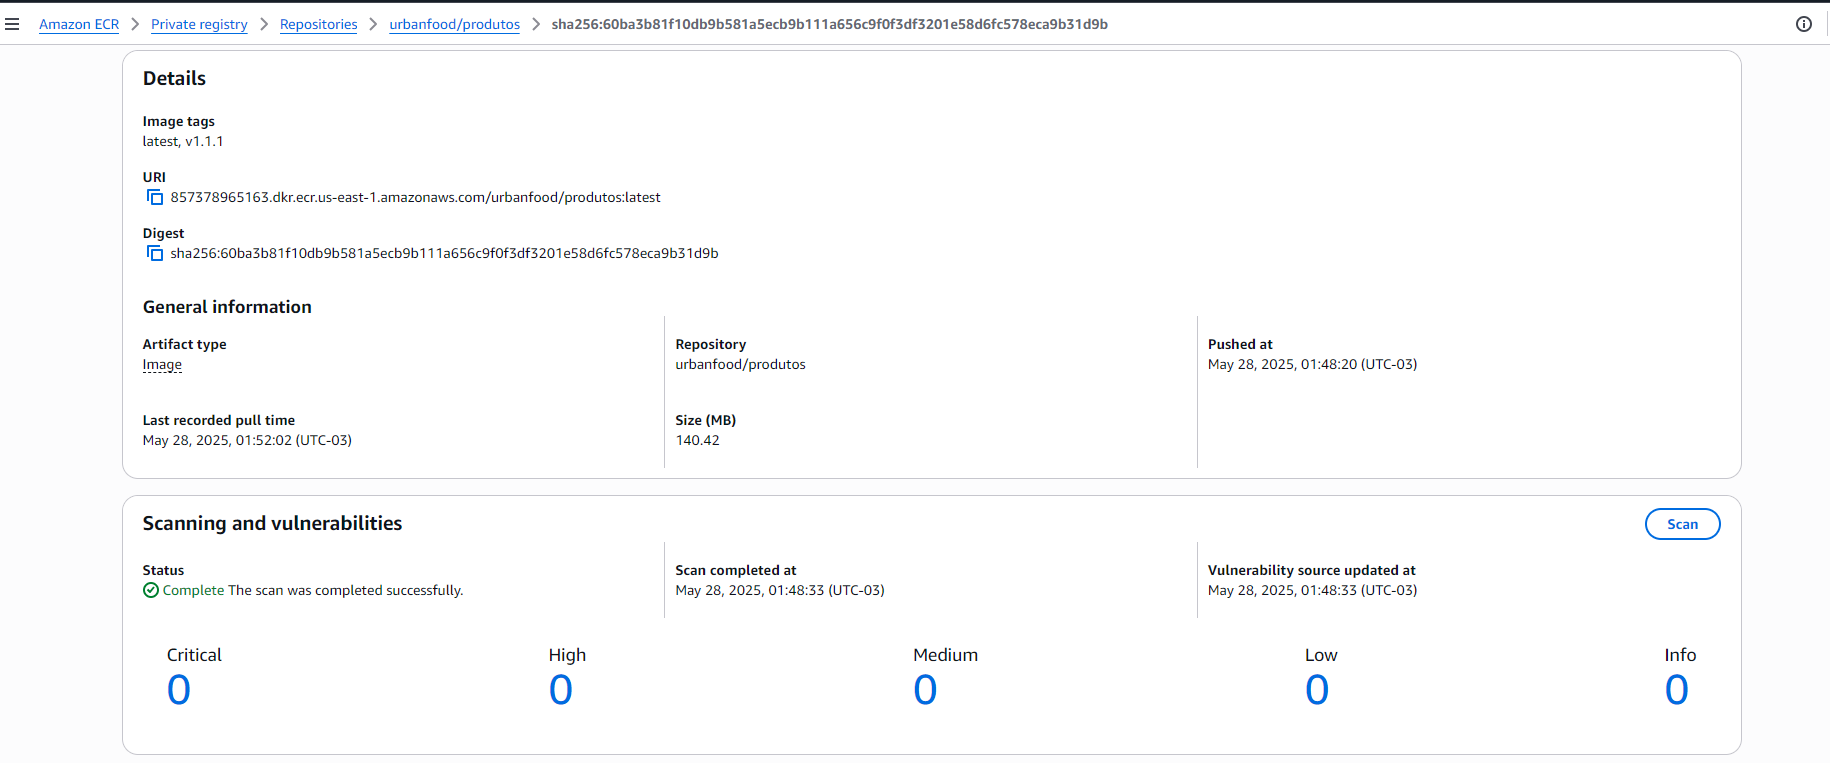 Amazon ECR > Private registry > Repositories > urbanfood/produtos > sha256:60ba3b81f10db9b581a5ecb9b111a656c9f0f3df3201e58d6fc578eca9b31d9b
Details
Image tags
latest, v1.1.1
URI
857378965163.dkr.ecr.us-east-1.amazonaws.com/urbanfood/produtos:latest
Digest
sha256:60ba3b81f10db9b581a5ecb9b111a656c9f0f3df3201e58d6fc578eca9b31d9b
General information
Artifact type
Image
Repository
urbanfood/produtos
Pushed at
May 28, 2025, 01:48:20 (UTC-03)
Last recorded pull time
May 28, 2025, 01:52:02 (UTC-03)
Size (MB)
140.42
Scanning and vulnerabilities
Scan
Status
Complete The scan was completed successfully.
Scan completed at
May 28, 2025, 01:48:33 (UTC-03)
Vulnerability source updated at
May 28, 2025, 01:48:33 (UTC-03)
Critical
0
High
0
Medium
0
Low
0
Info
0